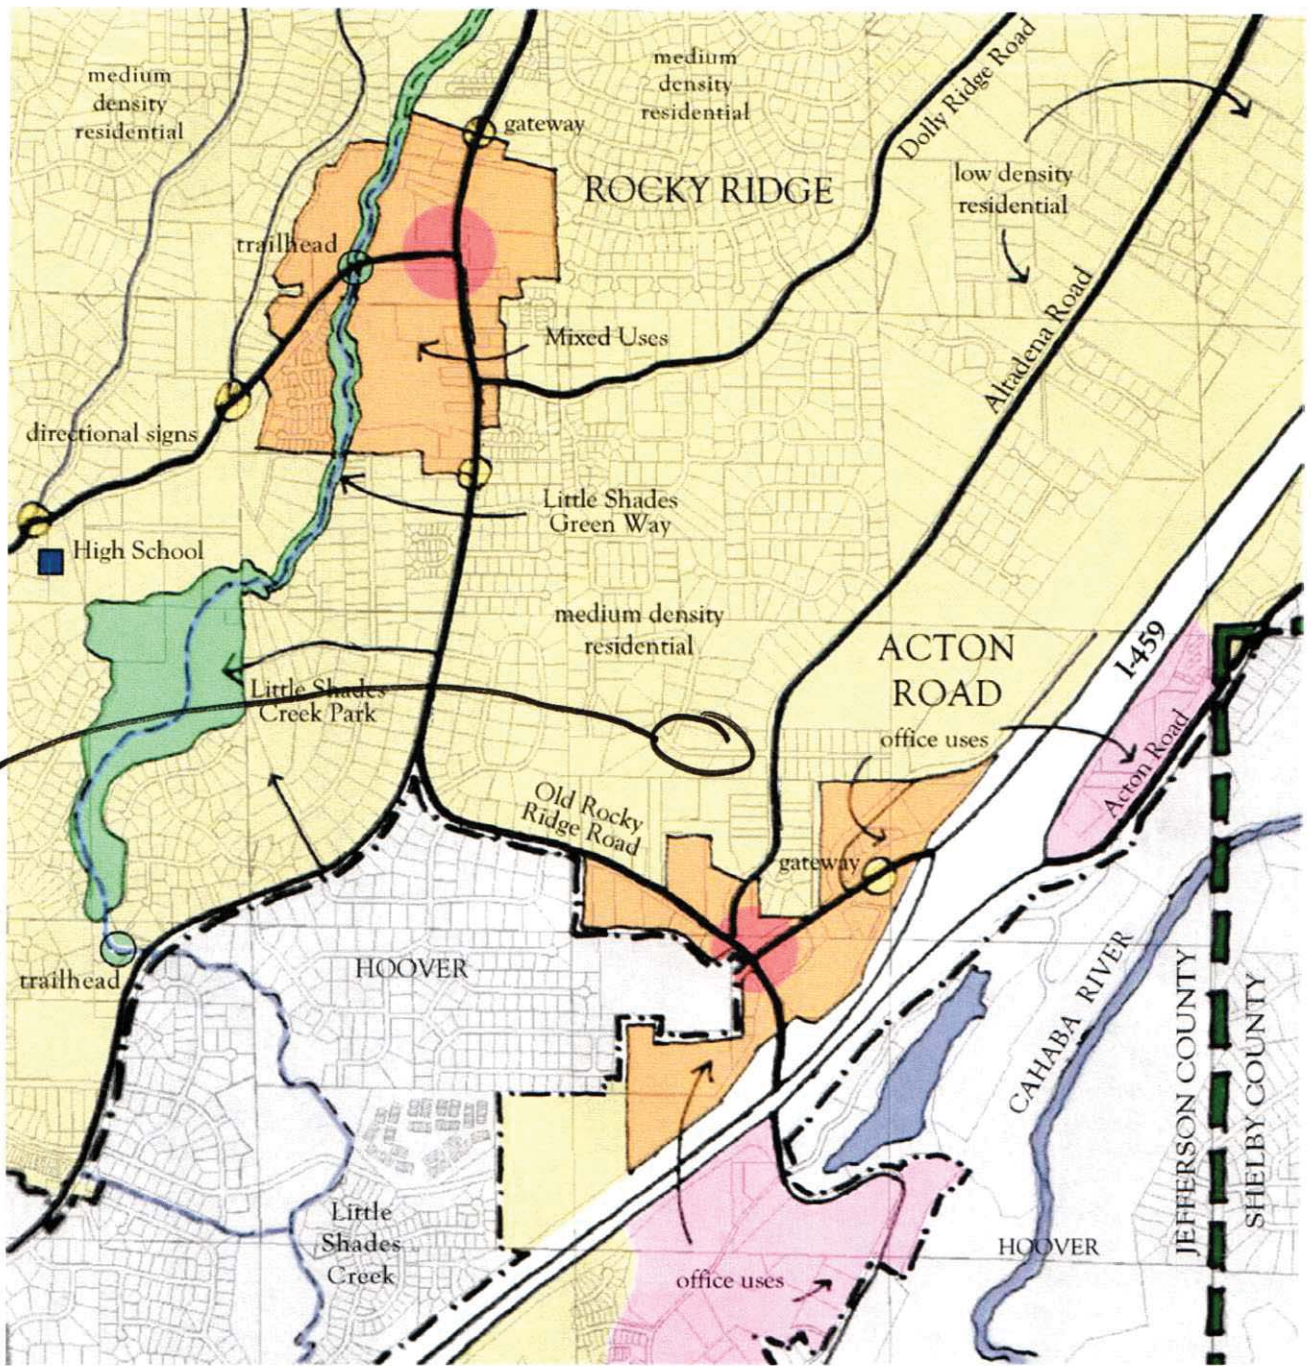 medium
density
residential
medium
density
residential
gateway
Dolly Ridge Road
low density
residential
ROCKY RIDGE
trailhead
Mixed Uses
Altadena Road
directional signs
Little Shades
Green Way
High School
medium density
residential
ACTON
ROAD
I-459
Little Shades
Creek Park
office uses
Acton Road
Old Rocky
Ridge Road
gateway
HOOVER
trailhead
CAHABA RIVER
JEFFERSON COUNTY
SHELBY COUNTY
Little
Shades
Creek
HOOVER
office uses